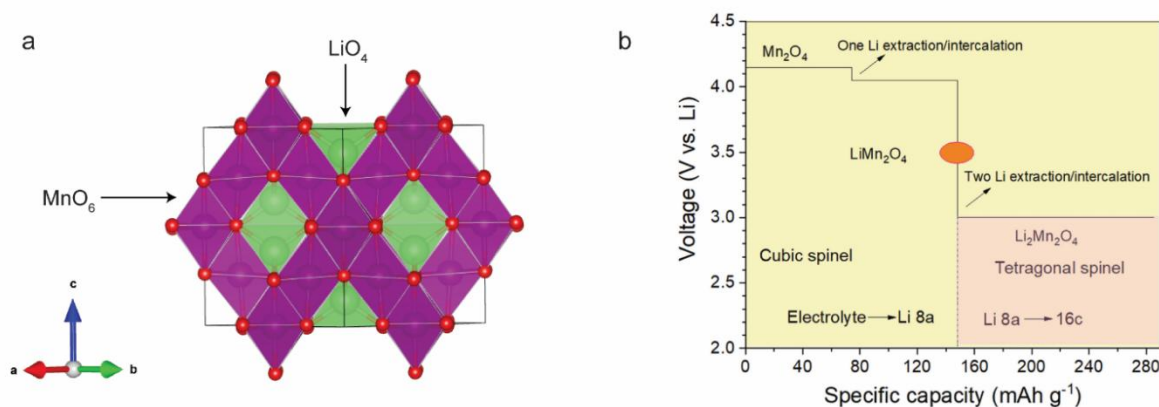 a
LiO₄
MnO₆
c
a
b
b
4.5
4.0
3.5
3.0
2.5
2.0
Voltage (V vs. Li)
Mn₂O₄
One Li extraction/intercalation
LiMn₂O₄
Two Li extraction/intercalation
Li₂Mn₂O₄
Cubic spinel
Tetragonal spinel
Electrolyte → Li 8a
Li 8a → 16c
0 40 80 120 160 200 240 280
Specific capacity (mAh g⁻¹)